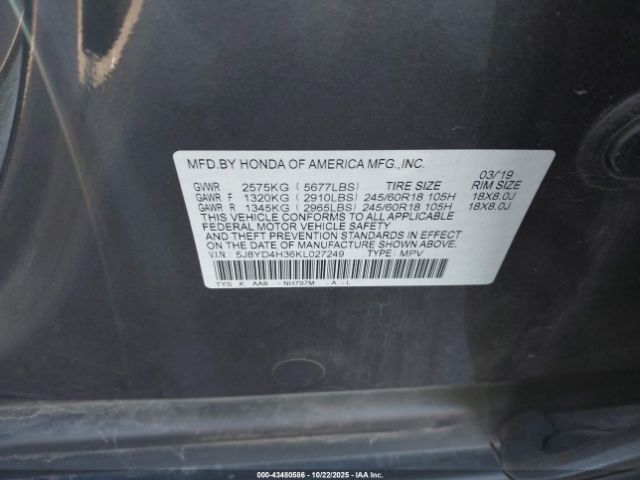 MFD.BY HONDA OF AMERICA MFG.,INC.
03/19
GVWR 2575KG ( 5677LBS) TIRE SIZE RIM SIZE
GAWR F 1320KG ( 2910LBS) 245/60R18 105H 18X8.0J
GAWR R 1345KG ( 2965LBS) 245/60R18 105H 18X8.0J
THIS VEHICLE CONFORMS TO ALL APPLICABLE
FEDERAL MOTOR VEHICLE SAFETY
AND THEFT PREVENTION STANDARDS IN EFFECT
ON THE DATE OF MANUFACTURE SHOWN ABOVE.
V.I.N: 5J8YD4H36KL027249 TYPE: MPV
TYS K AAB - NH797M - A - L
000-43480586 - 10/22/2025 - IAA Inc.